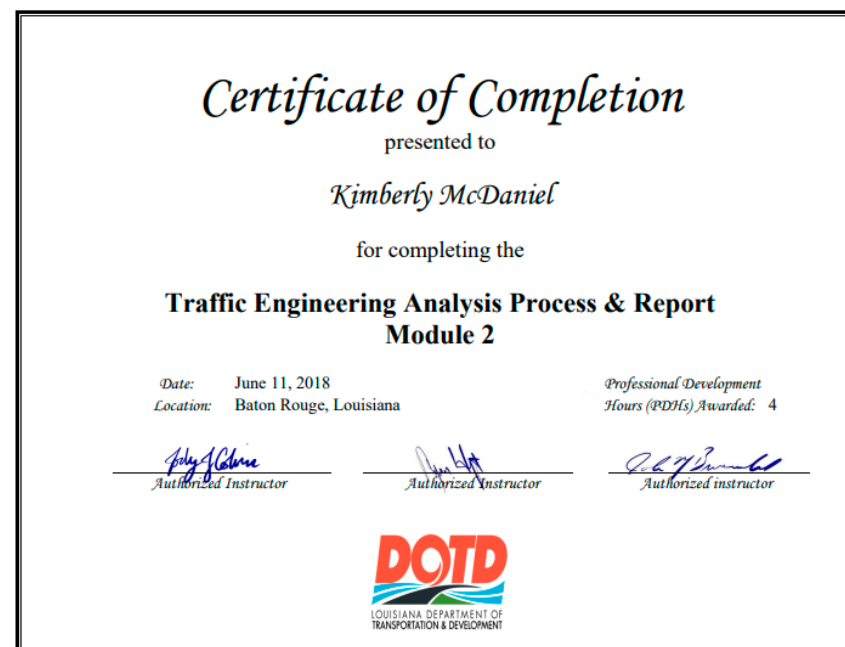 Certificate of Completion
presented to
Kimberly McDaniel
for completing the
Traffic Engineering Analysis Process & Report
Module 2
Date: June 11, 2018
Location: Baton Rouge, Louisiana
Professional Development
Hours (PDHs) Awarded: 4
Authorized Instructor
Authorized Instructor
Authorized instructor
DOTD
LOUISIANA DEPARTMENT OF
TRANSPORTATION & DEVELOPMENT